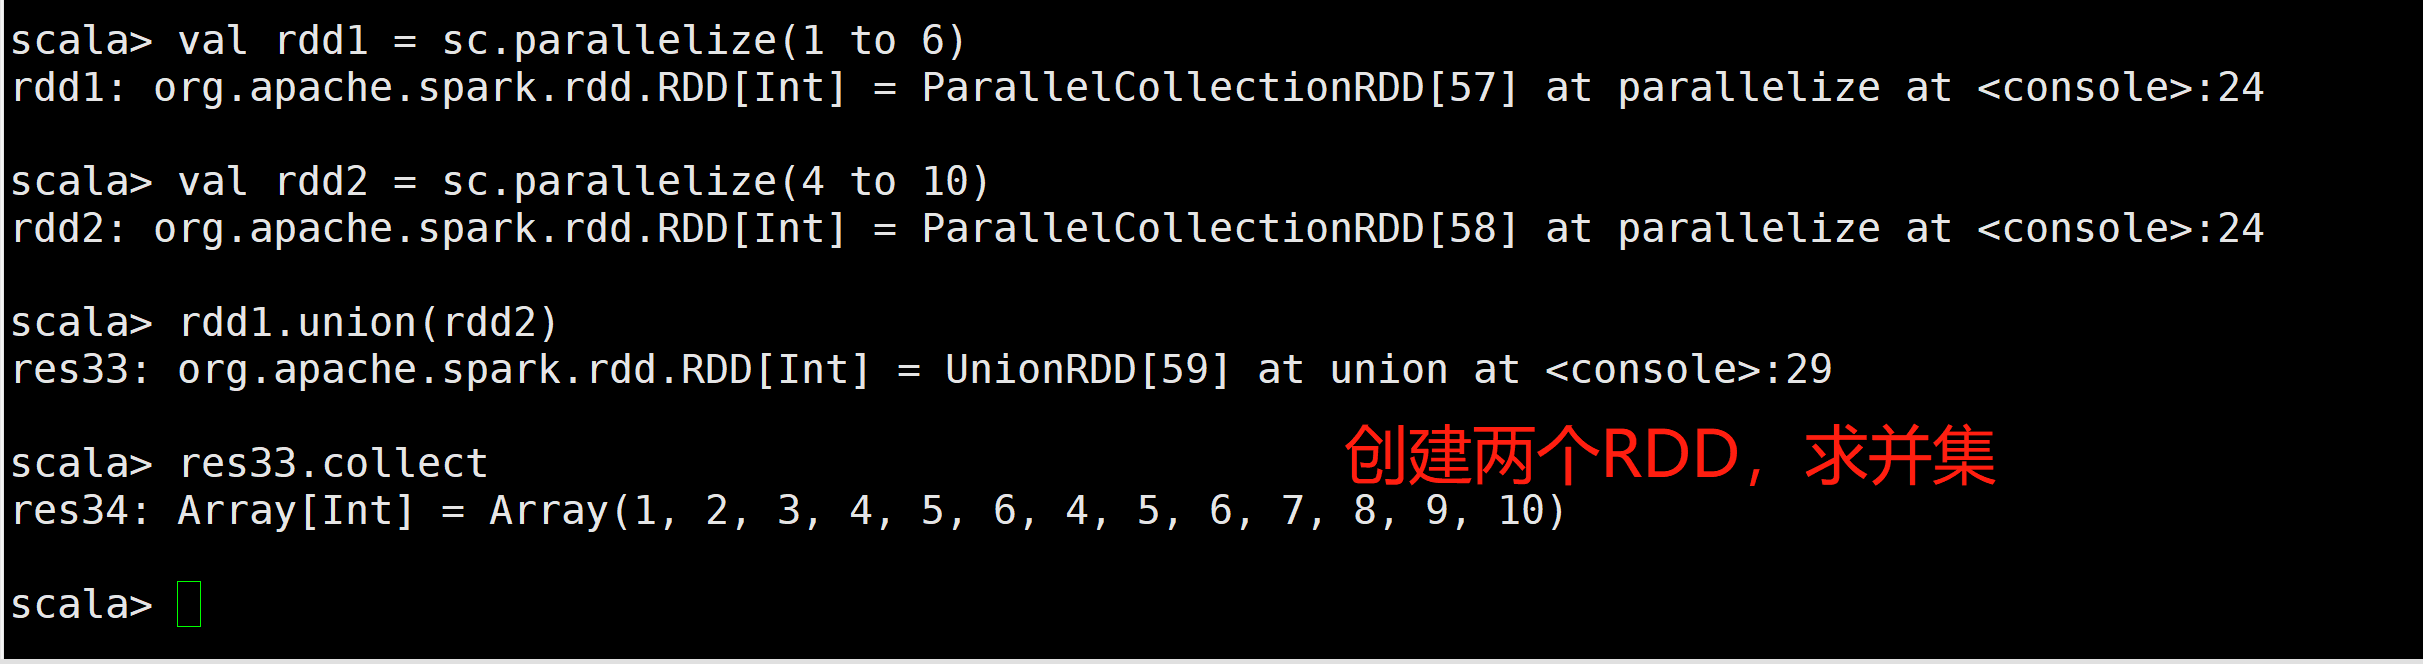 scala> val rdd1 = sc.parallelize(1 to 6)
rdd1: org.apache.spark.rdd.RDD[Int] = ParallelCollectionRDD[57] at parallelize at <console>:24
scala> val rdd2 = sc.parallelize(4 to 10)
rdd2: org.apache.spark.rdd.RDD[Int] = ParallelCollectionRDD[58] at parallelize at <console>:24
scala> rdd1.union(rdd2)
res33: org.apache.spark.rdd.RDD[Int] = UnionRDD[59] at union at <console>:29
scala> res33.collect
创建两个RDD，求并集
res34: Array[Int] = Array(1, 2, 3, 4, 5, 6, 4, 5, 6, 7, 8, 9, 10)
scala>